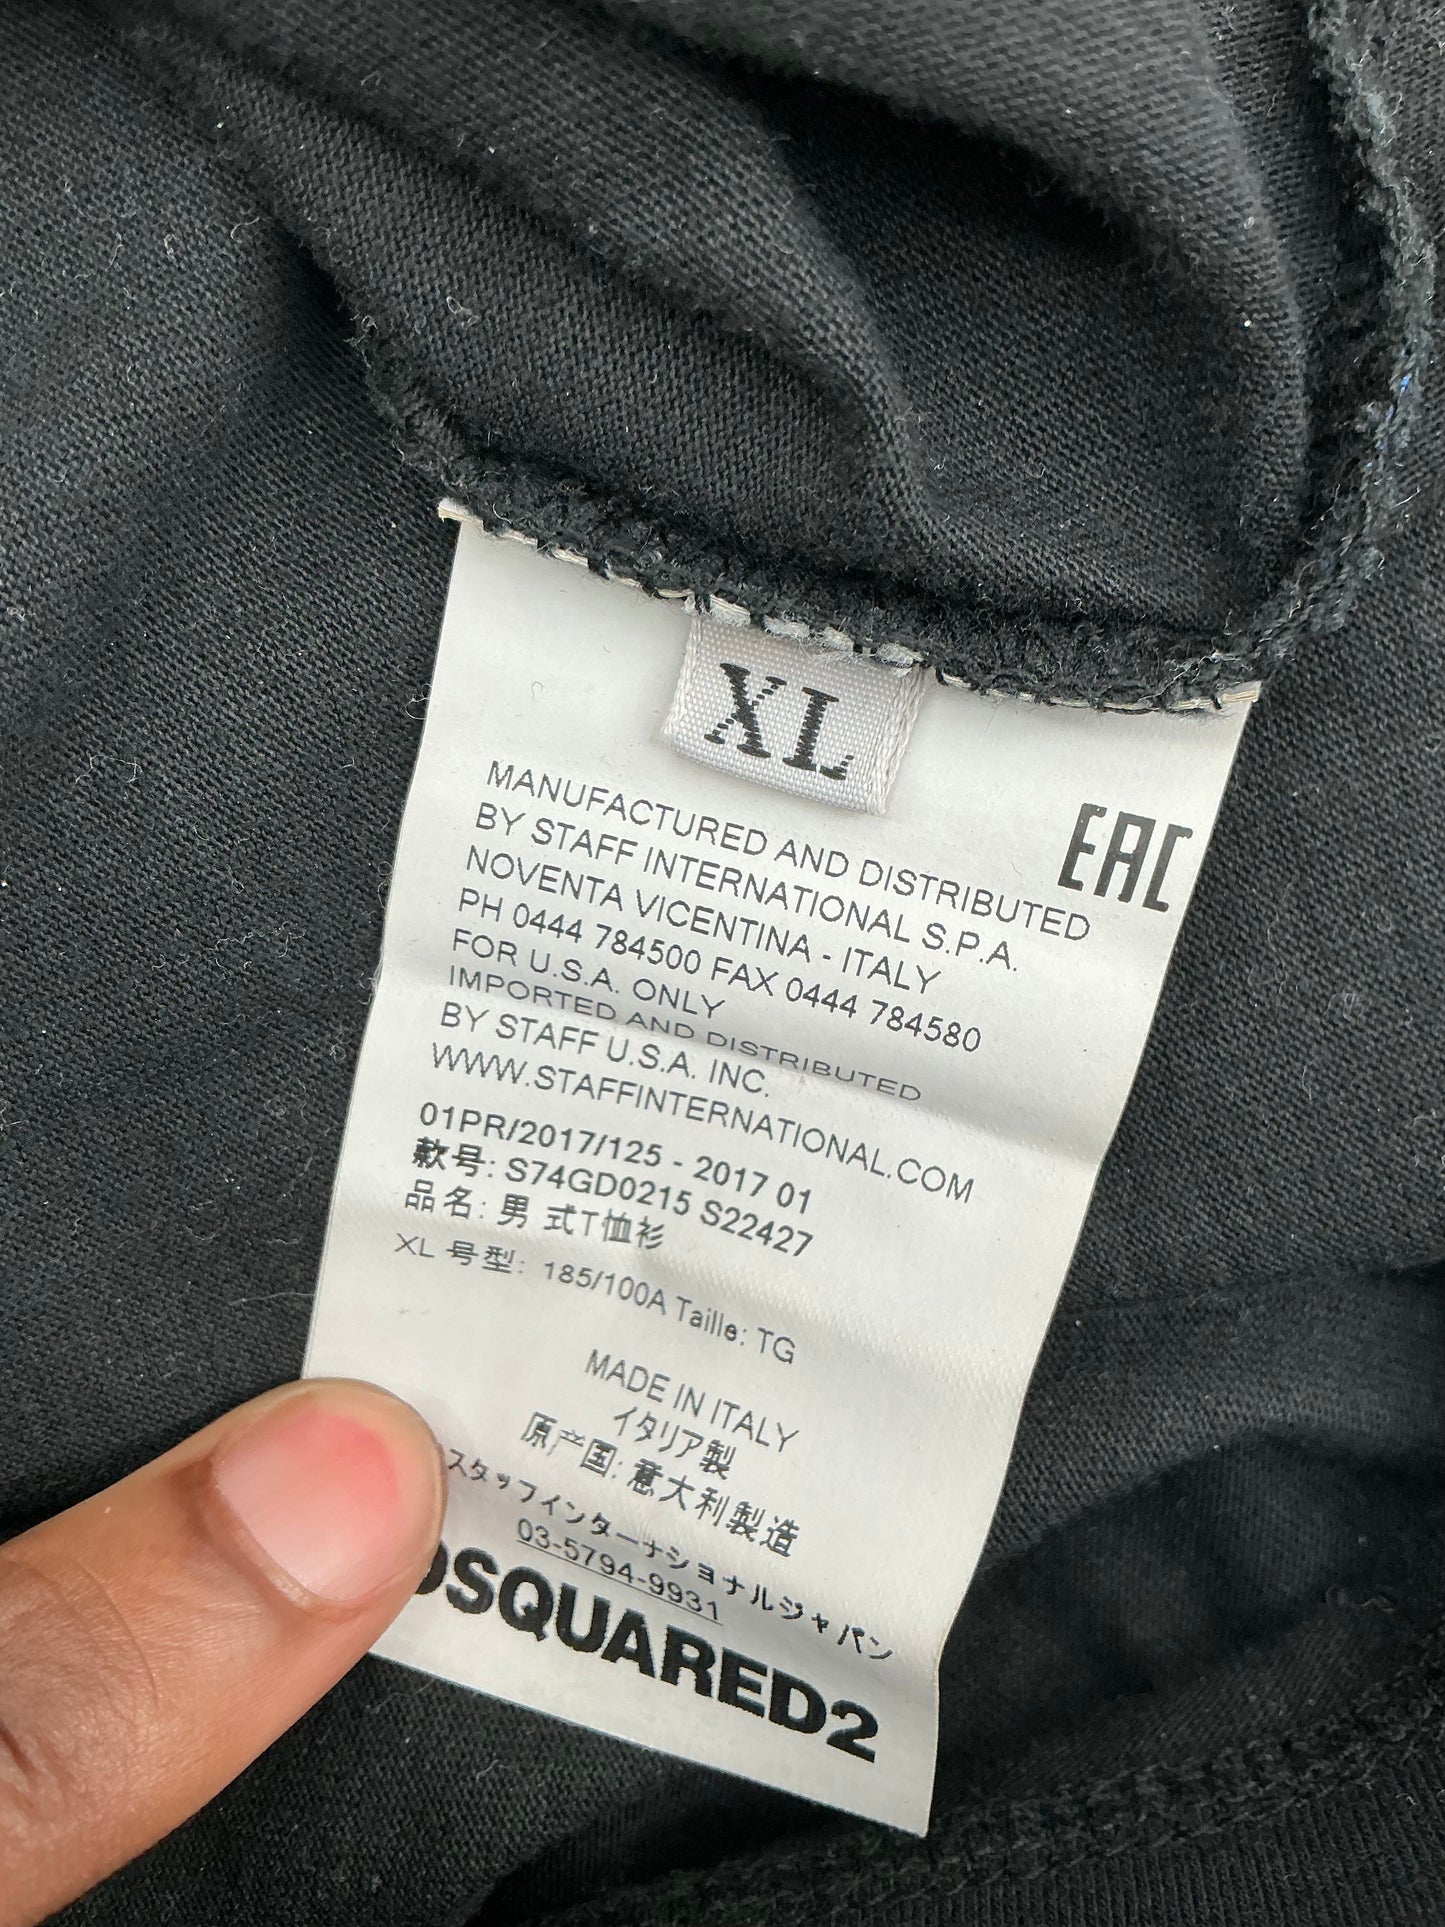 XL
EAC
MANUFACTURED AND DISTRIBUTED
BY STAFF INTERNATIONAL S.P.A.
NOVENTA VICENTINA - ITALY
PH 0444 784500 FAX 0444 784580
FOR U.S.A. ONLY
IMPORTED AND DISTRIBUTED
BY STAFF U.S.A. INC.
WWW.STAFFINTERNATIONAL.COM
01PR/2017/125 - 2017 01
款号: S74GD0215 S22427
品名: 男 式T恤衫
XL 号型: 185/100A Taille: TG
MADE IN ITALY
イタリア製
原产国: 意大利製造
スタッフインターナショナルジャパン
03-5794-9931
DSQUARED2